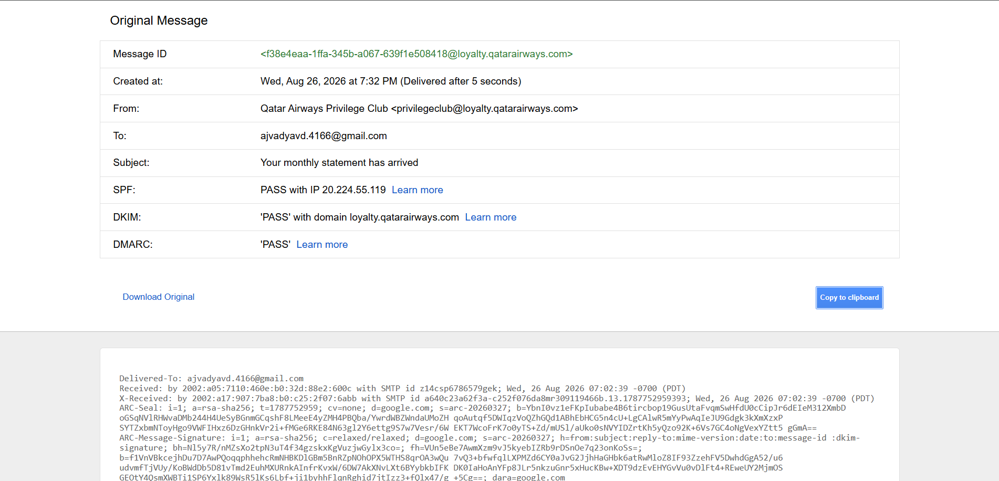 Original Message
Message ID <f38e4eaa-1ffa-345b-a067-639f1e508418@loyalty.qatarairways.com>
Created at: Wed, Aug 26, 2026 at 7:32 PM (Delivered after 5 seconds)
From: Qatar Airways Privilege Club <privilegeclub@loyalty.qatarairways.com>
To: ajvadyavd.4166@gmail.com
Subject: Your monthly statement has arrived
SPF: PASS with IP 20.224.55.119 Learn more
DKIM: 'PASS' with domain loyalty.qatarairways.com Learn more
DMARC: 'PASS' Learn more
Download Original
Copy to clipboard
Delivered-To: ajvadyavd.4166@gmail.com
Received: by 2002:a05:7110:460e:b0:32d:88e2:600c with SMTP id z14csp6786579gek; Wed, 26 Aug 2026 07:02:39 -0700 (PDT)
X-Received: by 2002:a17:907:7ba8:b0:c25:2f07:6abb with SMTP id a640c23a62f3a-c252f076da8mr309119466b.13.1787752959393; Wed, 26 Aug 2026 07:02:39 -0700 (PDT)
ARC-Seal: i=1; a=rsa-sha256; t=1787752959; cv=none; d=google.com; s=arc-20260327; b=YbnI0vz1eFKpIubabe4B6tircbop19GusUtaFvqmSwHfdU0cCipJr6dEIeM312XmbD
oGSqNVlRHWvaDMb244H4UeSyBGnmGCqshF8LMeeE4yZMH4PBQba/YwrdWBZWndaUMoZH qoAutqf5DWIqzVoQZhGQd1ABhEbHCG5n4cU+LgCAlwR5mYyPwAqIeJU9Gdgk3kXmXzxP
SYTZxbmNToyHgo9VWFIHxz6DzGHnkVr2i+fMGe6RKE84N63gl2Y6ettg9S7w7Vesr/6W EKT7WcoFrK7o0yTS+Zd/mUSl/aUko0sNVYIDZrtKh5yQzo92K+6Vs7GC4oNgVexYZtt5 gGmA==
ARC-Message-Signature: i=1; a=rsa-sha256; c=relaxed/relaxed; d=google.com; s=arc-20260327; h=from:subject:reply-to:mime-version:date:to:message-id :dkim-
signature; bh=Nl5y7R/nMZsXo2tpN3uT4f34gzskxKgVuzjwGylx3co=; fh=VUn5eBe7AwmXzm9vJ5kyebIZRb9rDSnOe7q23onKoSs=;
b=f1VnVBkcejhDu7D7AwPQoqqphhehcRmNHBKDlGBm5BnRZpNOhOPX5WTHS8qrOA3wQu 7vQ3+bfwfqlLXPMZd6CY0aJvG2JjhHaGHbk6atRwMloZ8IF93ZzehFV5DwhdGgA52/u6
udvmfTjVUy/KoBWdDb5D81vTmd2EuhMXURnkAInfrKvxW/6DW7AkXNvLXt6BYybkbIFK DK0IaHoAnYFp8JLr5nkzuGnr5xHucKBw+XDT9dzEvEHYGvVu0vDlFt4+REweUY2MjmOS
GEOtY4QsmXWBTi1SP6Yxlk89WsR5lKs6Lbf+ji1byhhFlqnRghid7jtIzz3+fQlx47/g +5Cg==; dara=google.com